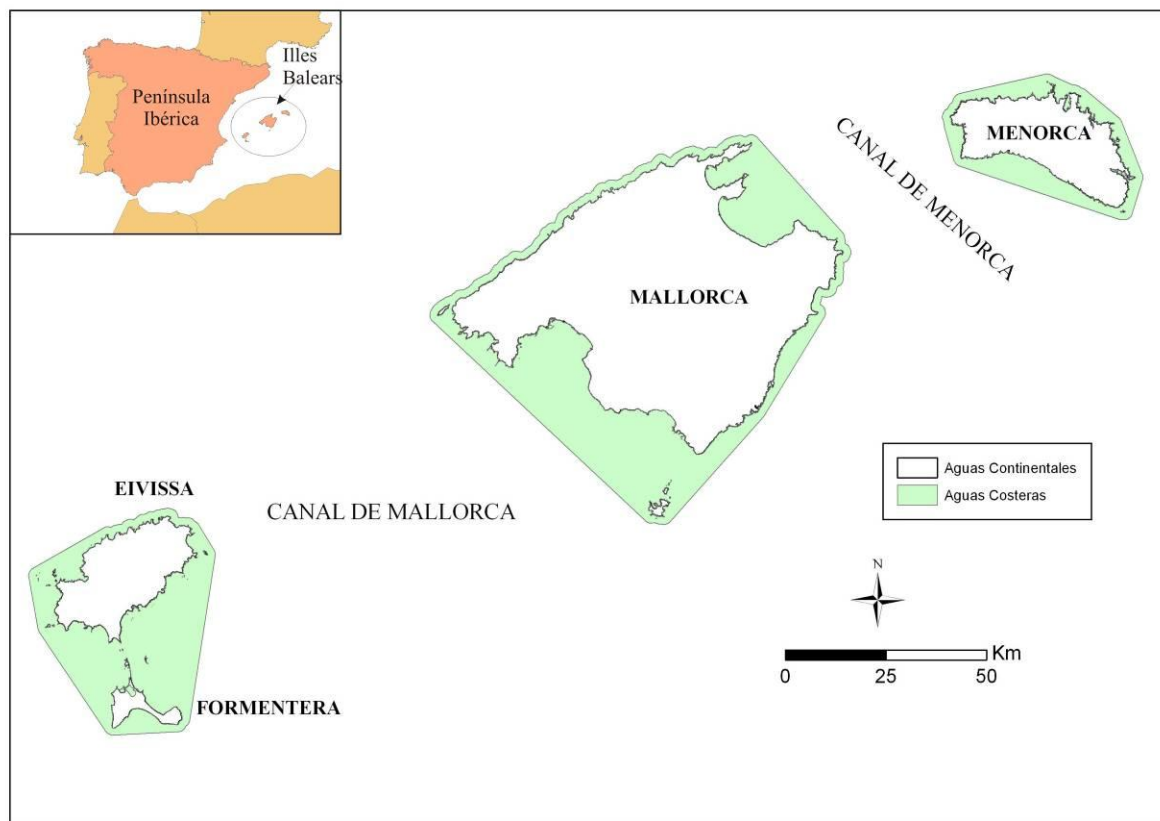 Illes
Balears
Península
Ibérica
MENORCA
CANAL DE MENORCA
MALLORCA
Aguas Continentales
Aguas Costeras
EIVISSA
CANAL DE MALLORCA
N
Km
0 25 50
FORMENTERA